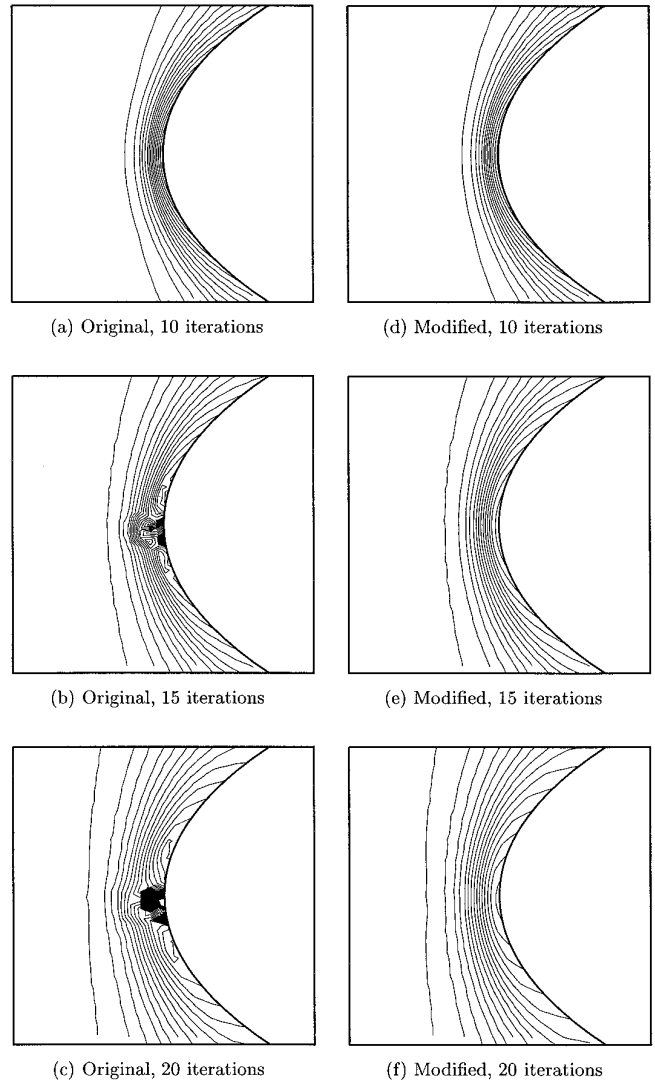 (a) Original, 10 iterations
(d) Modified, 10 iterations
(b) Original, 15 iterations
(e) Modified, 15 iterations
(c) Original, 20 iterations
(f) Modified, 20 iterations